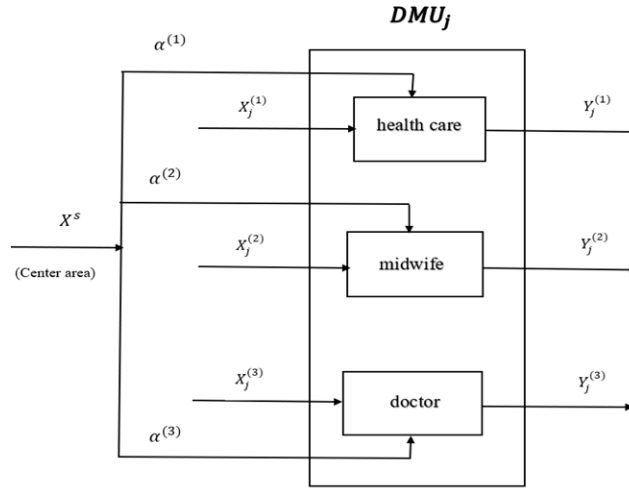 DMU_j
α^(1)
X_j^(1)
health care
Y_j^(1)
α^(2)
X^s
(Center area)
X_j^(2)
midwife
Y_j^(2)
X_j^(3)
doctor
Y_j^(3)
α^(3)